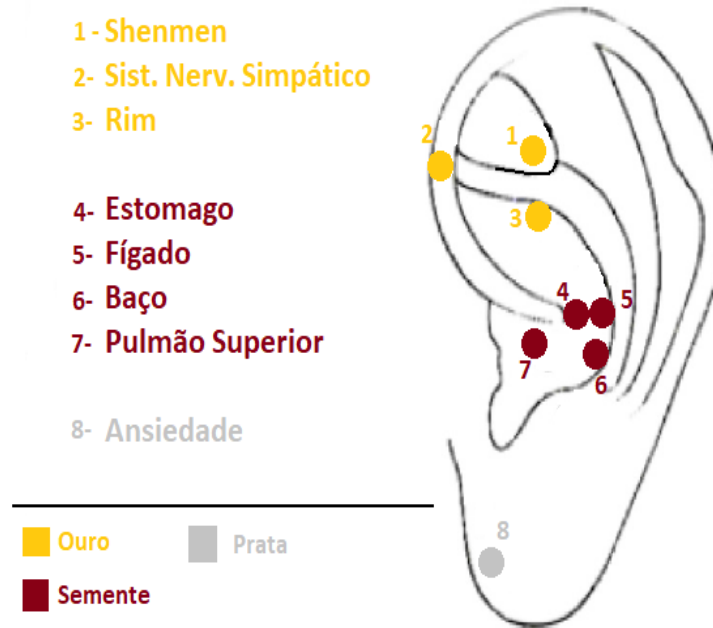 1 - Shenmen
2- Sist. Nerv. Simpático
3- Rim
4- Estomago
5- Fígado
6- Baço
7- Pulmão Superior
8- Ansiedade
Ouro
Prata
Semente
1
2
3
4
5
6
7
8